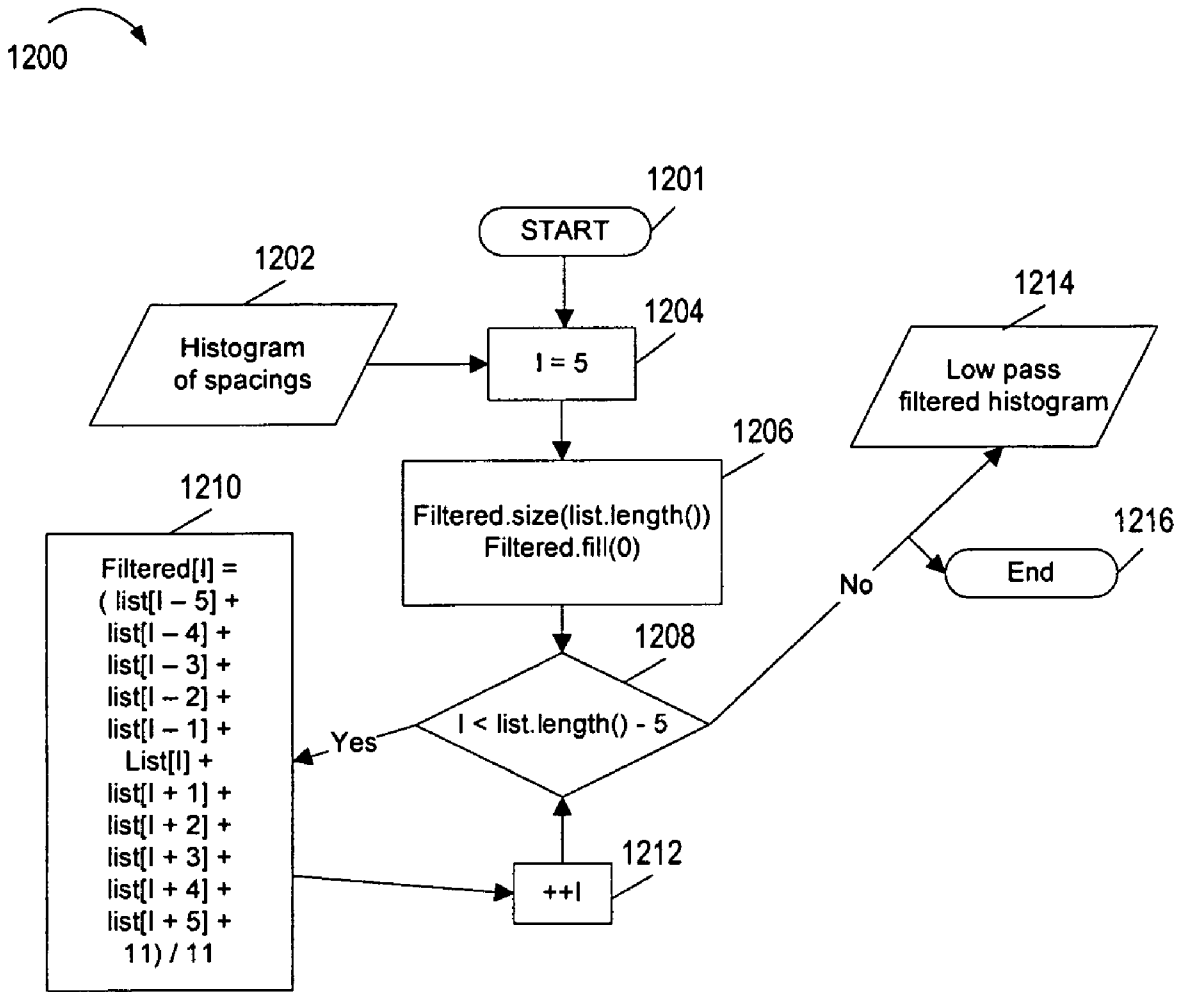 1200
1201
START
1202
Histogram
of spacings
1204
I = 5
1214
Low pass
filtered histogram
1206
Filtered.size(list.length())
Filtered.fill(0)
1210
Filtered[I] =
( list[I – 5] +
list[I – 4] +
list[I – 3] +
list[I – 2] +
list[I – 1] +
List[I] +
list[I + 1] +
list[I + 2] +
list[I + 3] +
list[I + 4] +
list[I + 5] +
11) / 11
1216
End
No
1208
I < list.length() - 5
Yes
1212
++I